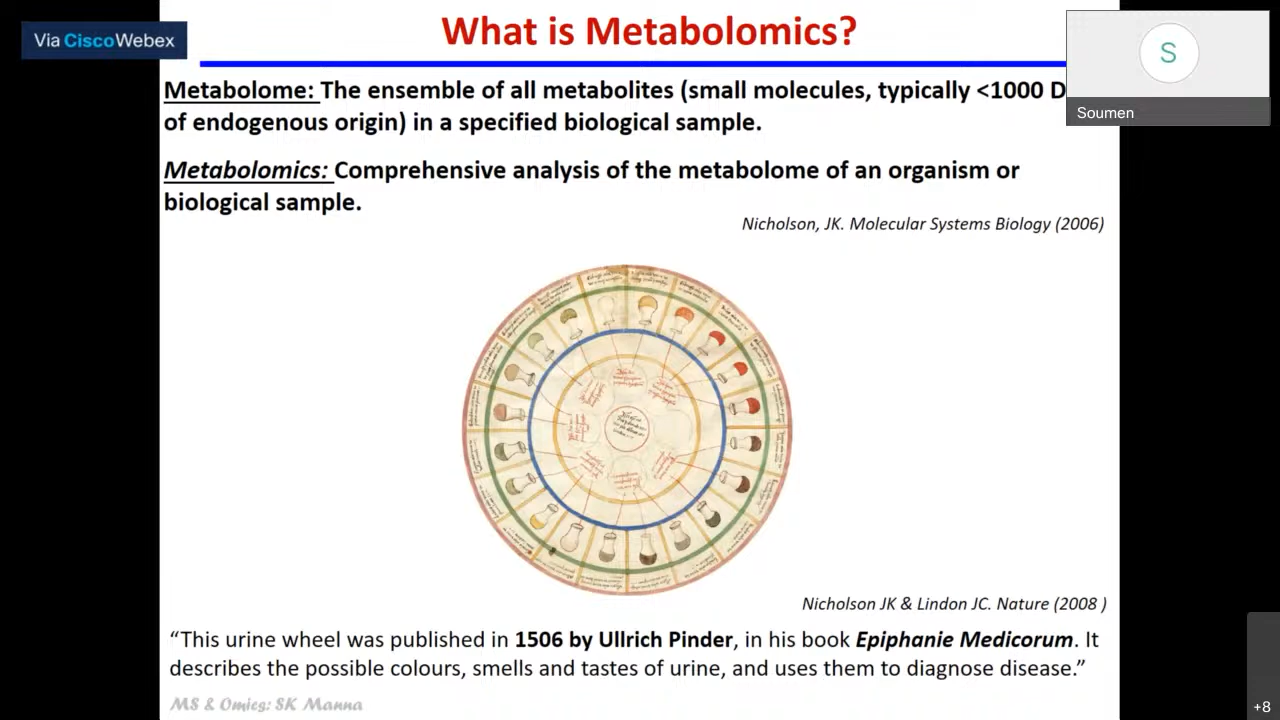 Via CiscoWebex
What is Metabolomics?
S
Soumen
Metabolome: The ensemble of all metabolites (small molecules, typically <1000 D
of endogenous origin) in a specified biological sample.
Metabolomics: Comprehensive analysis of the metabolome of an organism or
biological sample.
Nicholson, JK. Molecular Systems Biology (2006)
Nicholson JK & Lindon JC. Nature (2008 )
“This urine wheel was published in 1506 by Ullrich Pinder, in his book Epiphanie Medicorum. It
describes the possible colours, smells and tastes of urine, and uses them to diagnose disease.”
MS & Omics: SK Manna
+8